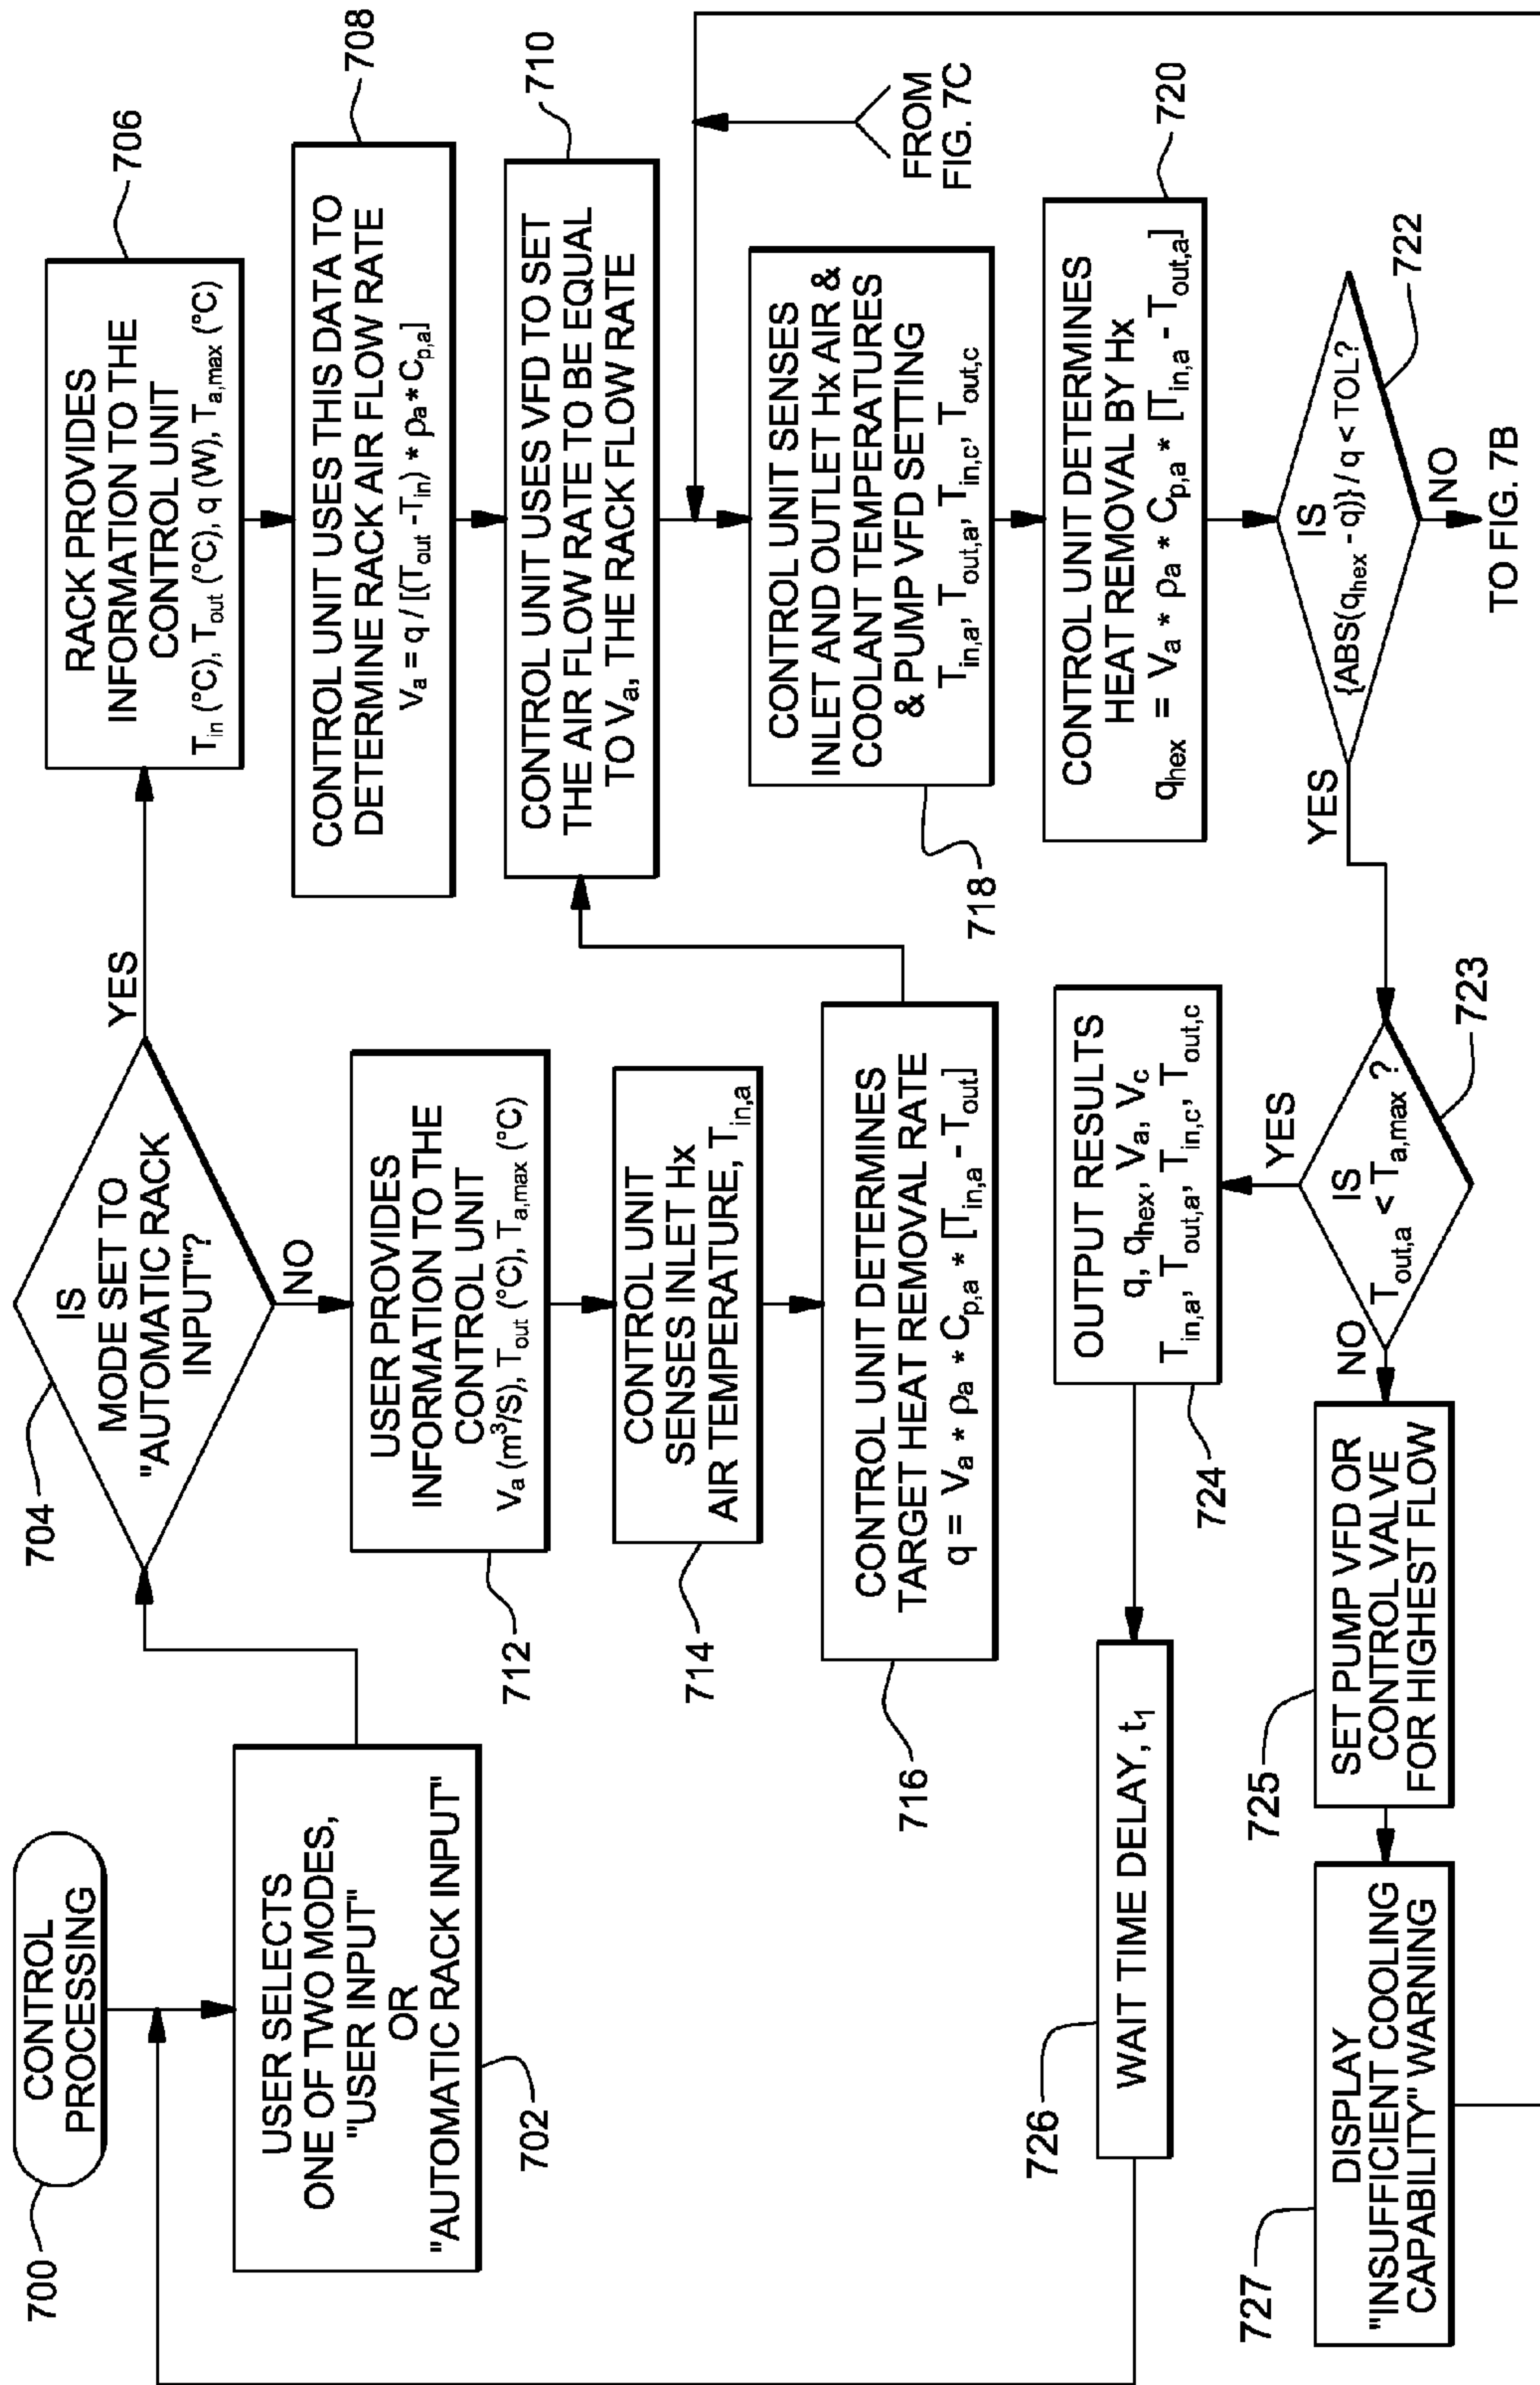 CONTROL
PROCESSING
700
USER SELECTS
ONE OF TWO MODES,
"USER INPUT"
OR
"AUTOMATIC RACK INPUT"
702
704
IS
MODE SET TO
"AUTOMATIC RACK
INPUT"?
YES
NO
706
RACK PROVIDES
INFORMATION TO THE
CONTROL UNIT
T_in (°C), T_out (°C), q (W), T_a,max (°C)
708
CONTROL UNIT USES THIS DATA TO
DETERMINE RACK AIR FLOW RATE
V_a = q / [(T_out - T_in) * ρ_a * C_p,a]
710
CONTROL UNIT USES VFD TO SET
THE AIR FLOW RATE TO BE EQUAL
TO V_a, THE RACK FLOW RATE
USER PROVIDES
INFORMATION TO THE
CONTROL UNIT
V_a (m³/S), T_out (°C), T_a,max (°C)
712
CONTROL UNIT
SENSES INLET Hx
AIR TEMPERATURE, T_in,a
714
CONTROL UNIT DETERMINES
TARGET HEAT REMOVAL RATE
q = V_a * ρ_a * C_p,a * [T_in,a - T_out]
716
FROM
FIG. 7C
CONTROL UNIT SENSES
INLET AND OUTLET Hx AIR &
COOLANT TEMPERATURES
& PUMP VFD SETTING
T_in,a, T_out,a, T_in,c, T_out,c
718
720
CONTROL UNIT DETERMINES
HEAT REMOVAL BY Hx
q_hex = V_a * ρ_a * C_p,a * [T_in,a - T_out,a]
722
IS
{ABS(q_hex - q)} / q < TOL?
YES
NO
TO FIG. 7B
723
IS
T_out,a < T_a,max ?
YES
NO
OUTPUT RESULTS
q, q_hex, V_a, V_c
T_in,a, T_out,a, T_in,c, T_out,c
724
726
WAIT TIME DELAY, t₁
725
SET PUMP VFD OR
CONTROL VALVE
FOR HIGHEST FLOW
727
DISPLAY
"INSUFFICIENT COOLING
CAPABILITY" WARNING